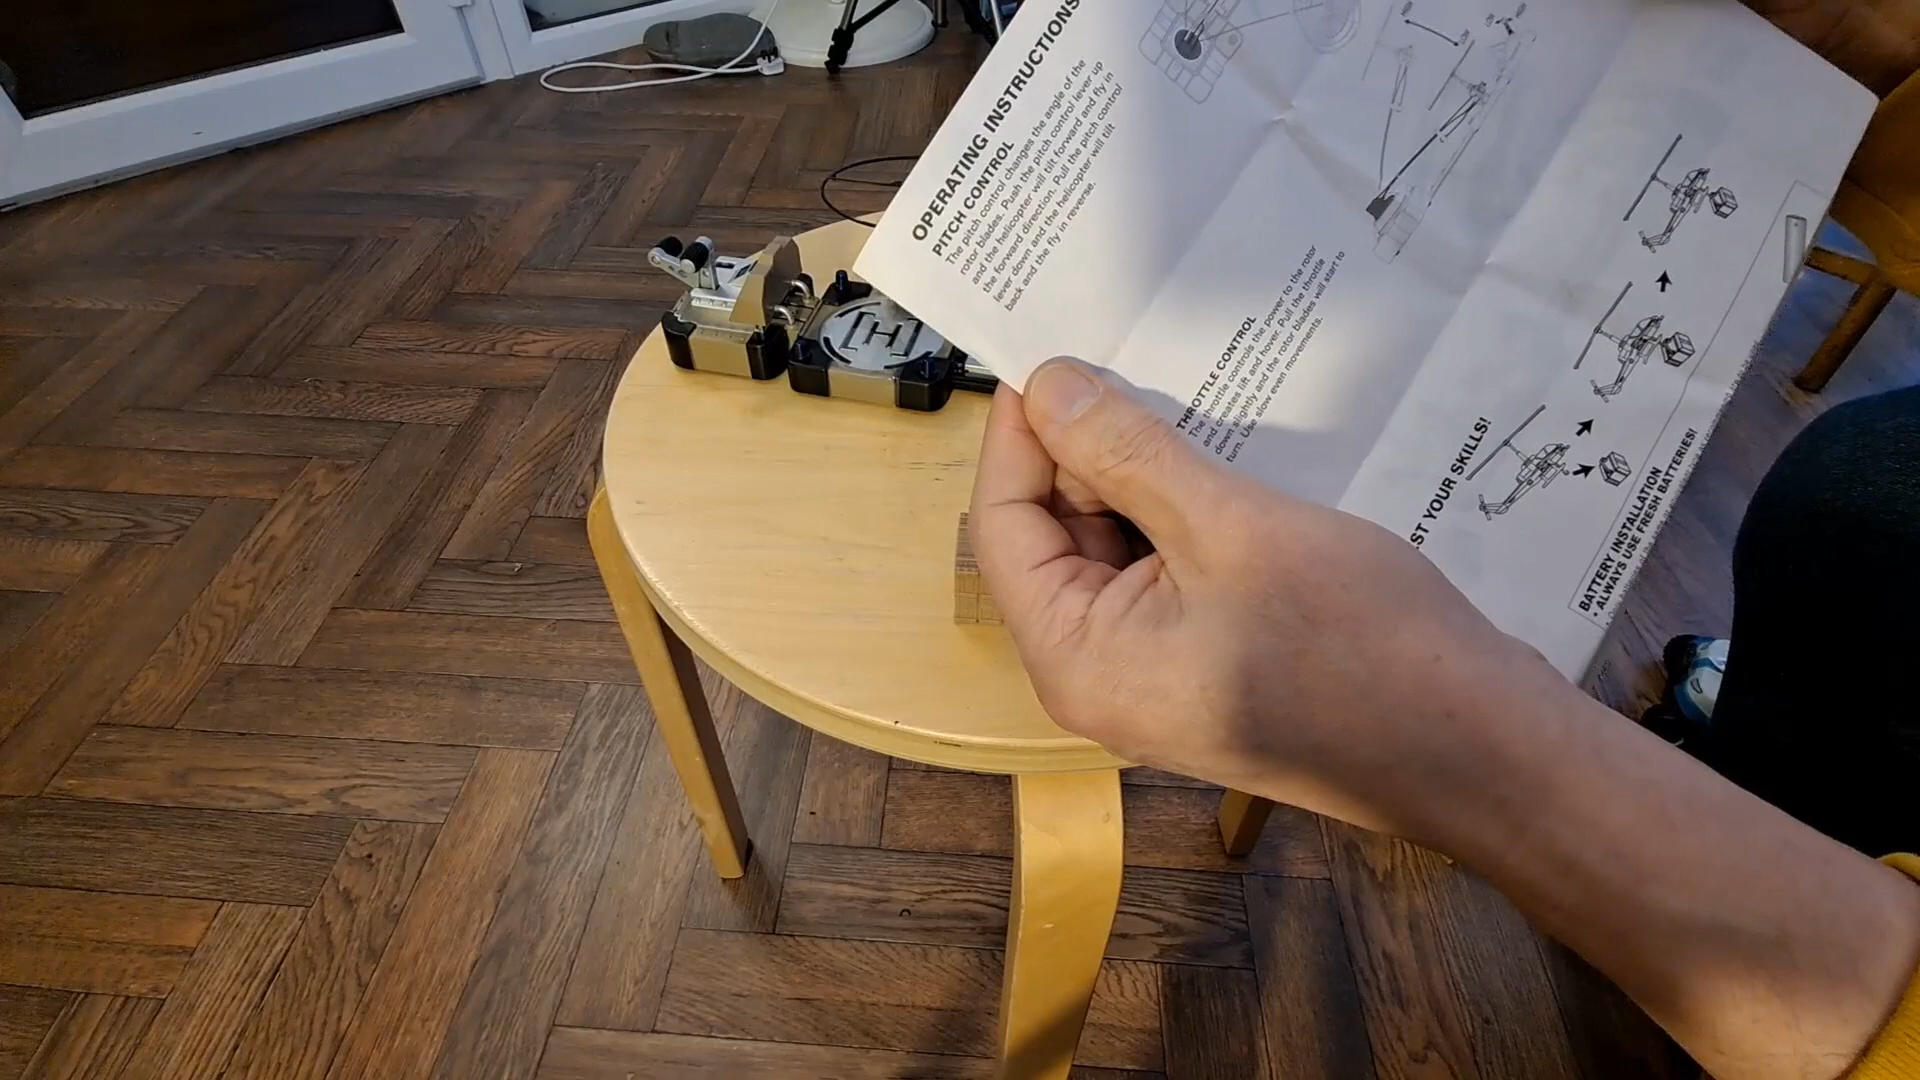 OPERATING INSTRUCTIONS
PITCH CONTROL
The pitch control changes the angle of the
rotor blades. Push the pitch control lever up
and the helicopter will tilt forward and fly in
the forward direction. Pull the pitch control
lever down and the helicopter will tilt
back and the fly in reverse.
THROTTLE CONTROL
The throttle controls the power to the rotor
and creates lift and hover. Pull the throttle
down slightly and the rotor blades will start to
turn. Use slow even movements.
ST YOUR SKILLS!
BATTERY INSTALLATION
• ALWAYS USE FRESH BATTERIES!
H